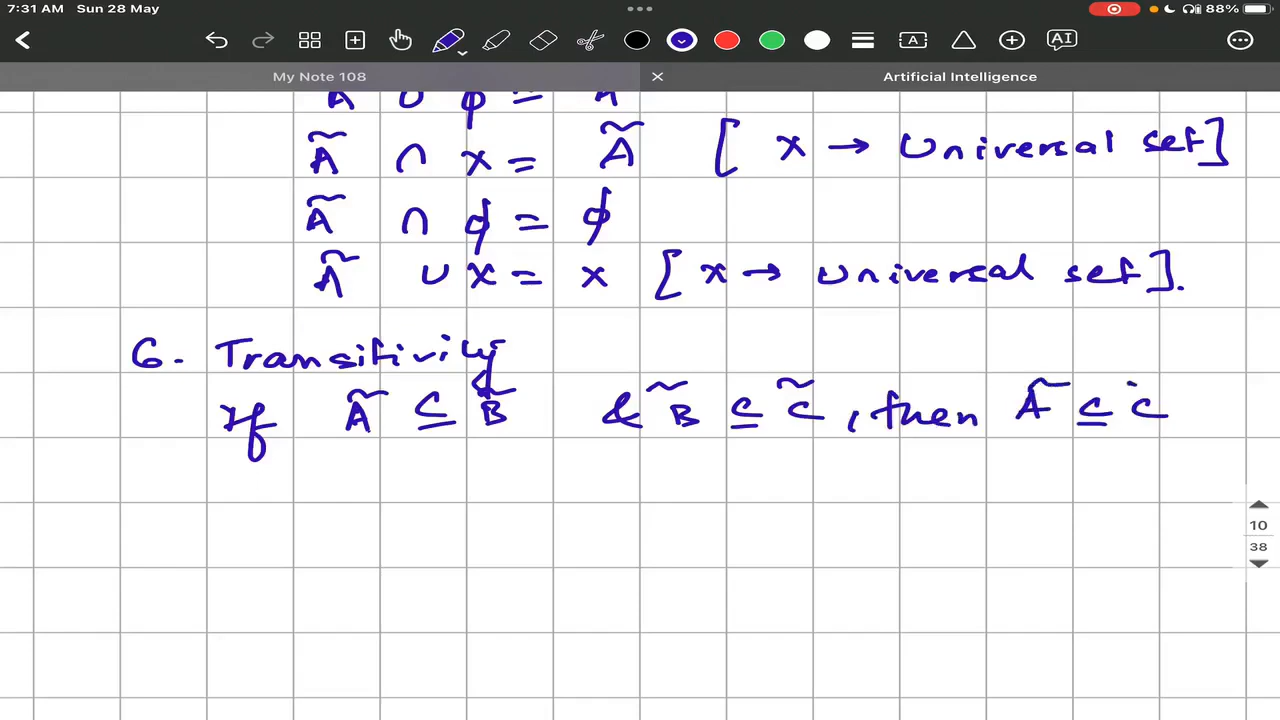 7:31 AM Sun 28 May
88%
A
AI
My Note 108
Artificial Intelligence
Ã ∪ ϕ = Ã
Ã ∩ x = Ã [ x → Universal set]
Ã ∩ ϕ = ϕ
Ã ∪ x = x [x → Universal set].
6. Transitivity
If Ã ⊆ B̃ & B̃ ⊆ C̃, then Ã ⊆ Ċ
10
38